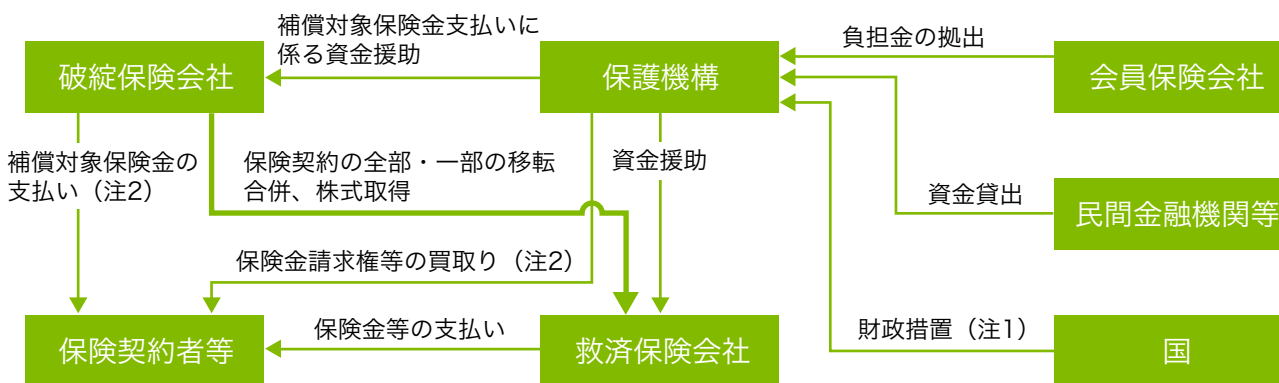 補償対象保険金支払いに
係る資金援助
負担金の拠出
破綻保険会社
保護機構
会員保険会社
補償対象保険金の
支払い（注2）
保険契約の全部・一部の移転
合併、株式取得
資金援助
資金貸出
民間金融機関等
保険金請求権等の買取り（注2）
保険金等の支払い
財政措置（注1）
保険契約者等
救済保険会社
国